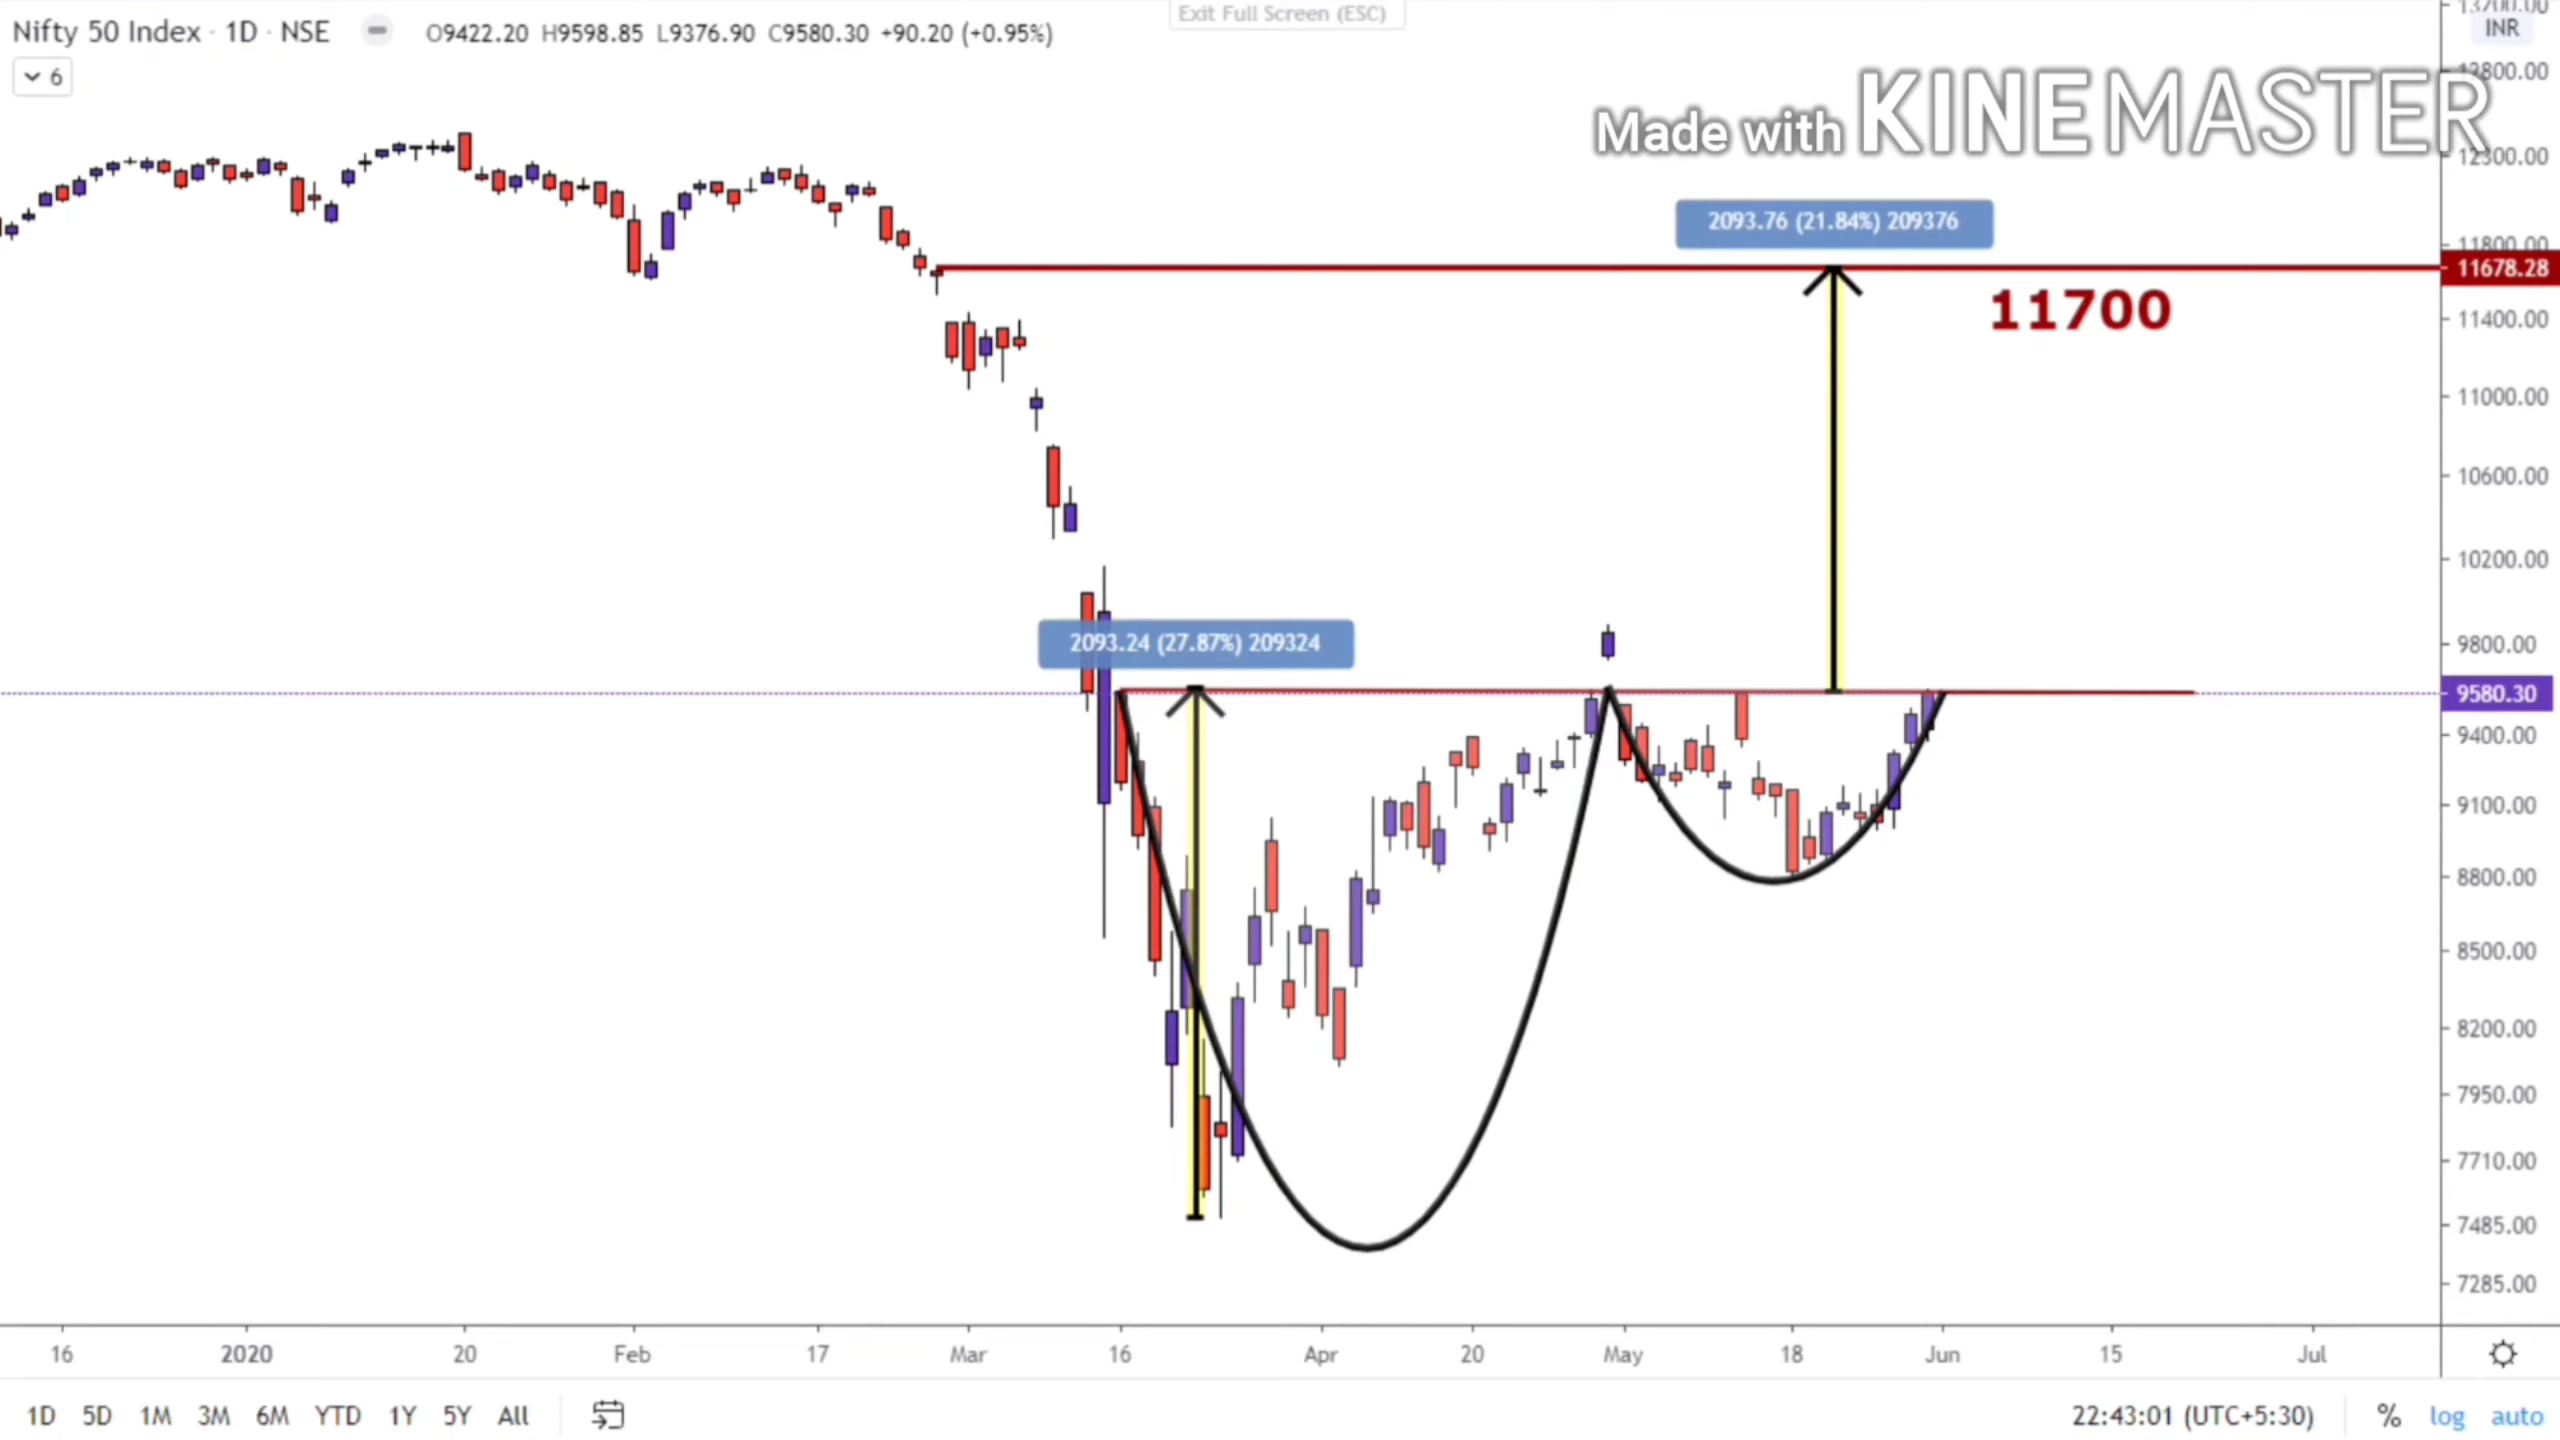 Exit Full Screen (ESC)
Nifty 50 Index · 1D · NSE O9422.20 H9598.85 L9376.90 C9580.30 +90.20 (+0.95%)
6
13700.00
INR
12800.00
Made with KINEMASTER
12300.00
2093.76 (21.84%) 209376
11800.00
11678.28
11700
11400.00
11000.00
10600.00
10200.00
2093.24 (27.87%) 209324
9800.00
9580.30
9400.00
9100.00
8800.00
8500.00
8200.00
7950.00
7710.00
7485.00
7285.00
16 2020 20 Feb 17 Mar 16 Apr 20 May 18 Jun 15 Jul
1D 5D 1M 3M 6M YTD 1Y 5Y All 22:43:01 (UTC+5:30) % log auto